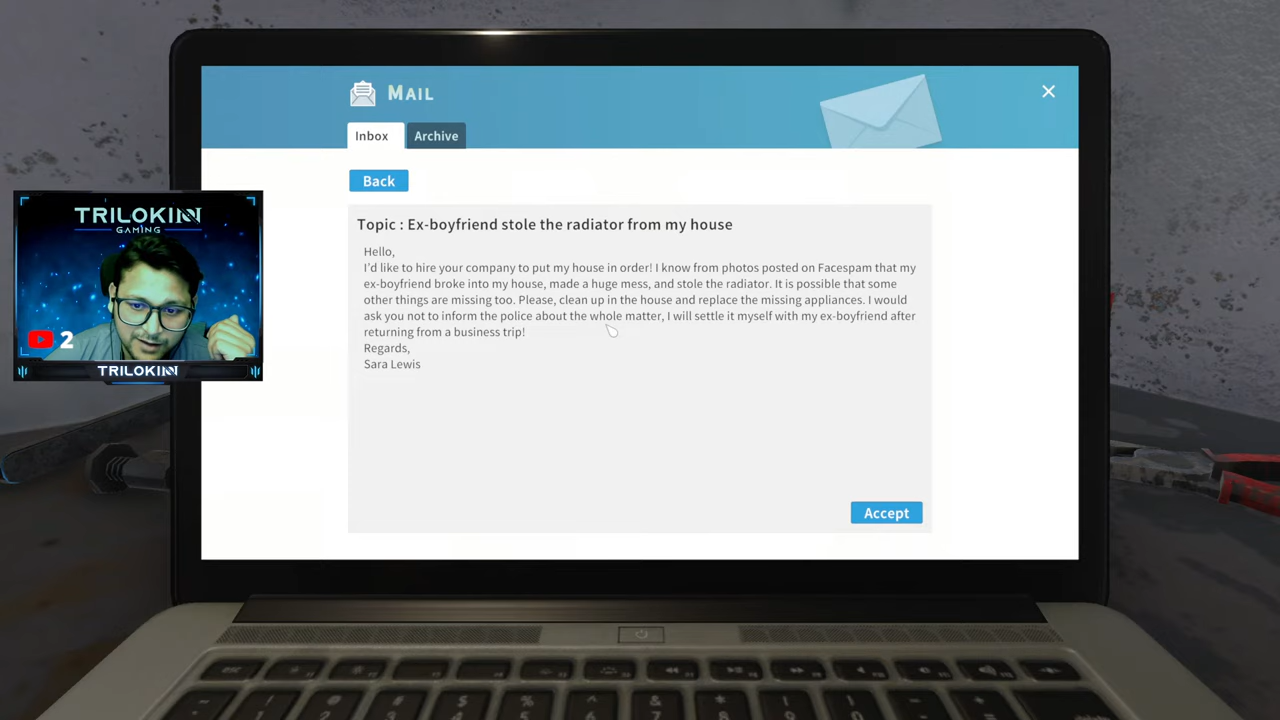 MAIL
Inbox
Archive
Back
TRILOKIN
GAMING
2
TRILOKIN
Topic : Ex-boyfriend stole the radiator from my house
Hello,
I'd like to hire your company to put my house in order! I know from photos posted on Facespam that my
ex-boyfriend broke into my house, made a huge mess, and stole the radiator. It is possible that some
other things are missing too. Please, clean up in the house and replace the missing appliances. I would
ask you not to inform the police about the whole matter, I will settle it myself with my ex-boyfriend after
returning from a business trip!
Regards,
Sara Lewis
Accept